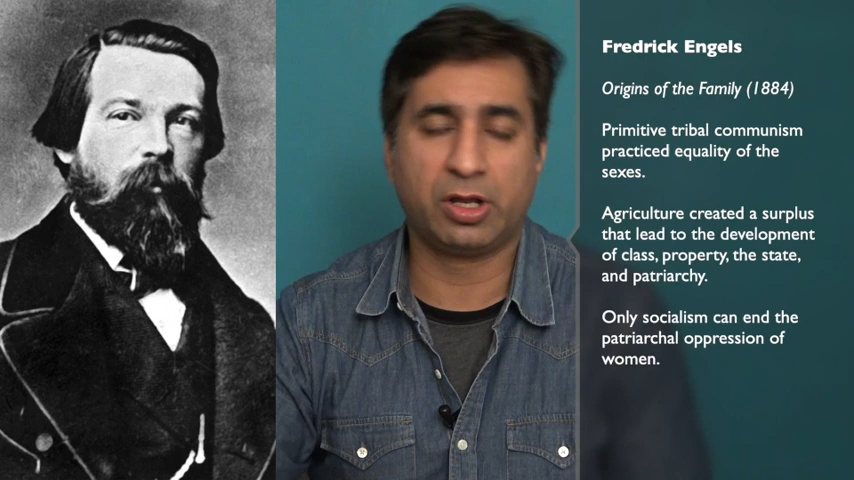 Fredrick Engels
Origins of the Family (1884)
Primitive tribal communism
practiced equality of the
sexes.
Agriculture created a surplus
that lead to the development
of class, property, the state,
and patriarchy.
Only socialism can end the
patriarchal oppression of
women.